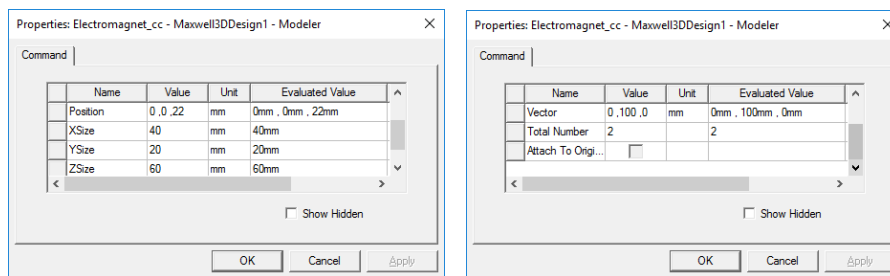 Properties: Electromagnet_cc - Maxwell3DDesign1 - Modeler
Command
Name Value Unit Evaluated Value
Position 0 ,0 ,22 mm 0mm , 0mm , 22mm
XSize 40 mm 40mm
YSize 20 mm 20mm
ZSize 60 mm 60mm
Show Hidden
OK Cancel Apply
Properties: Electromagnet_cc - Maxwell3DDesign1 - Modeler
Command
Name Value Unit Evaluated Value
Vector 0 ,100 ,0 mm 0mm , 100mm , 0mm
Total Number 2 2
Attach To Origi...
Show Hidden
OK Cancel Apply